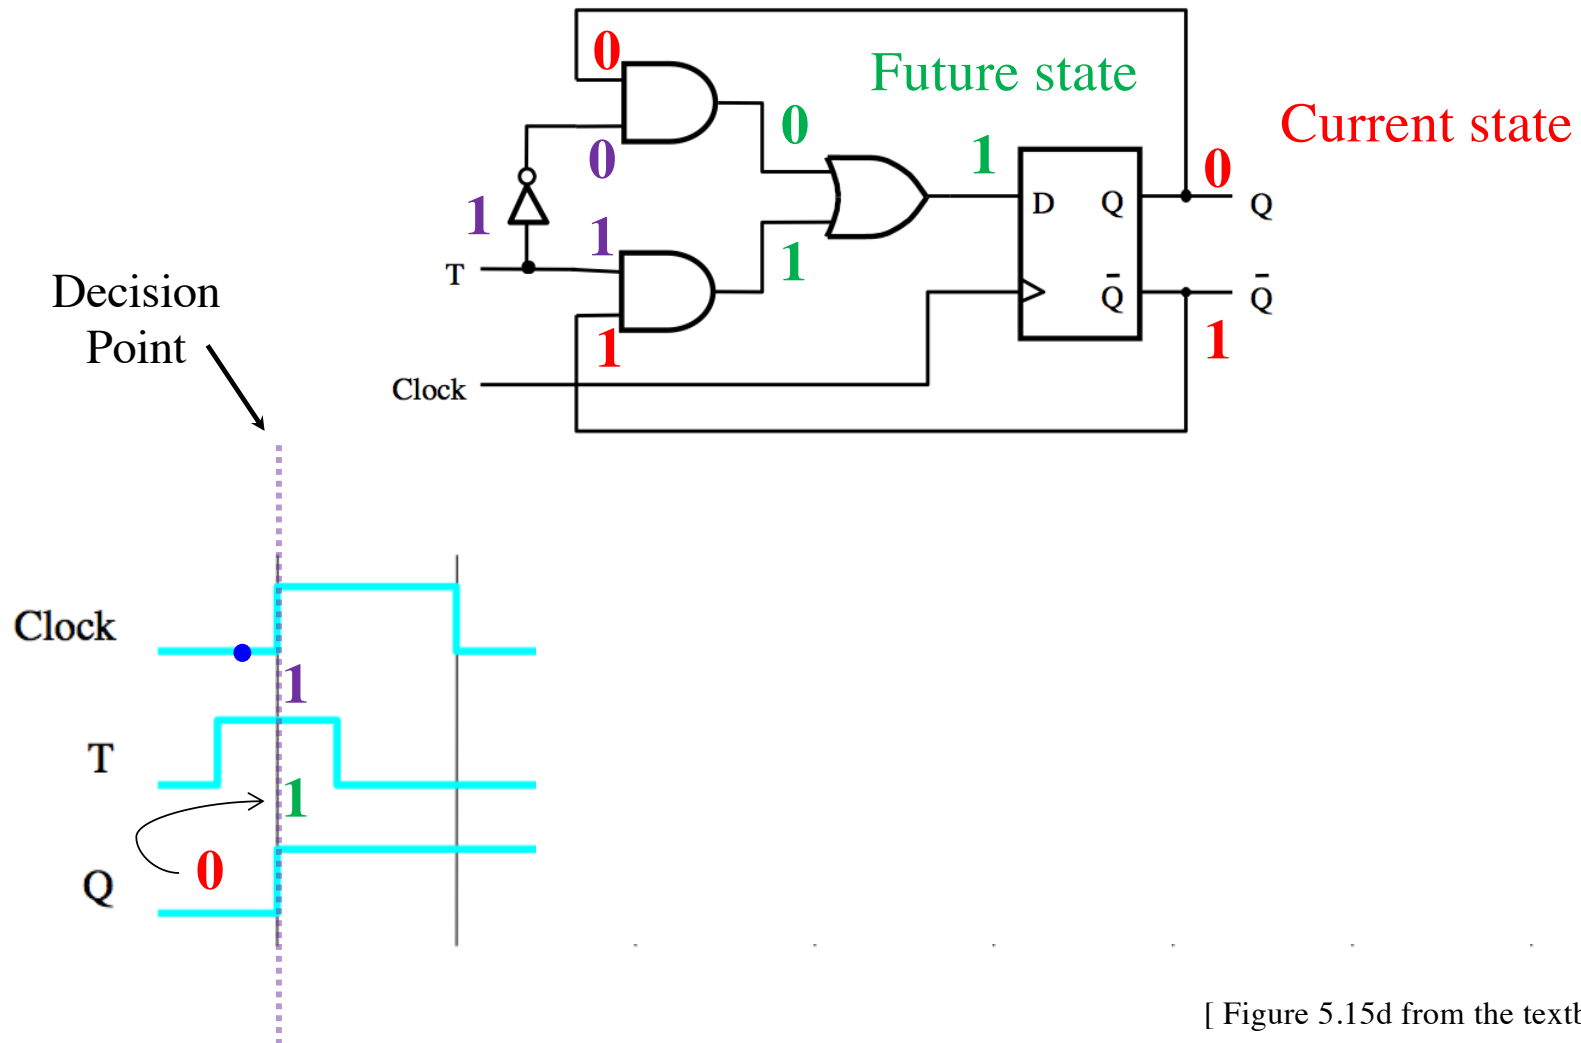 0
Future state
Current state
0
1
0
0
D
Q
Q
1
1
T
1
Q̅
Q̅
1
1
Clock
Decision
Point
Clock
1
T
1
0
Q
[ Figure 5.15d from the textb